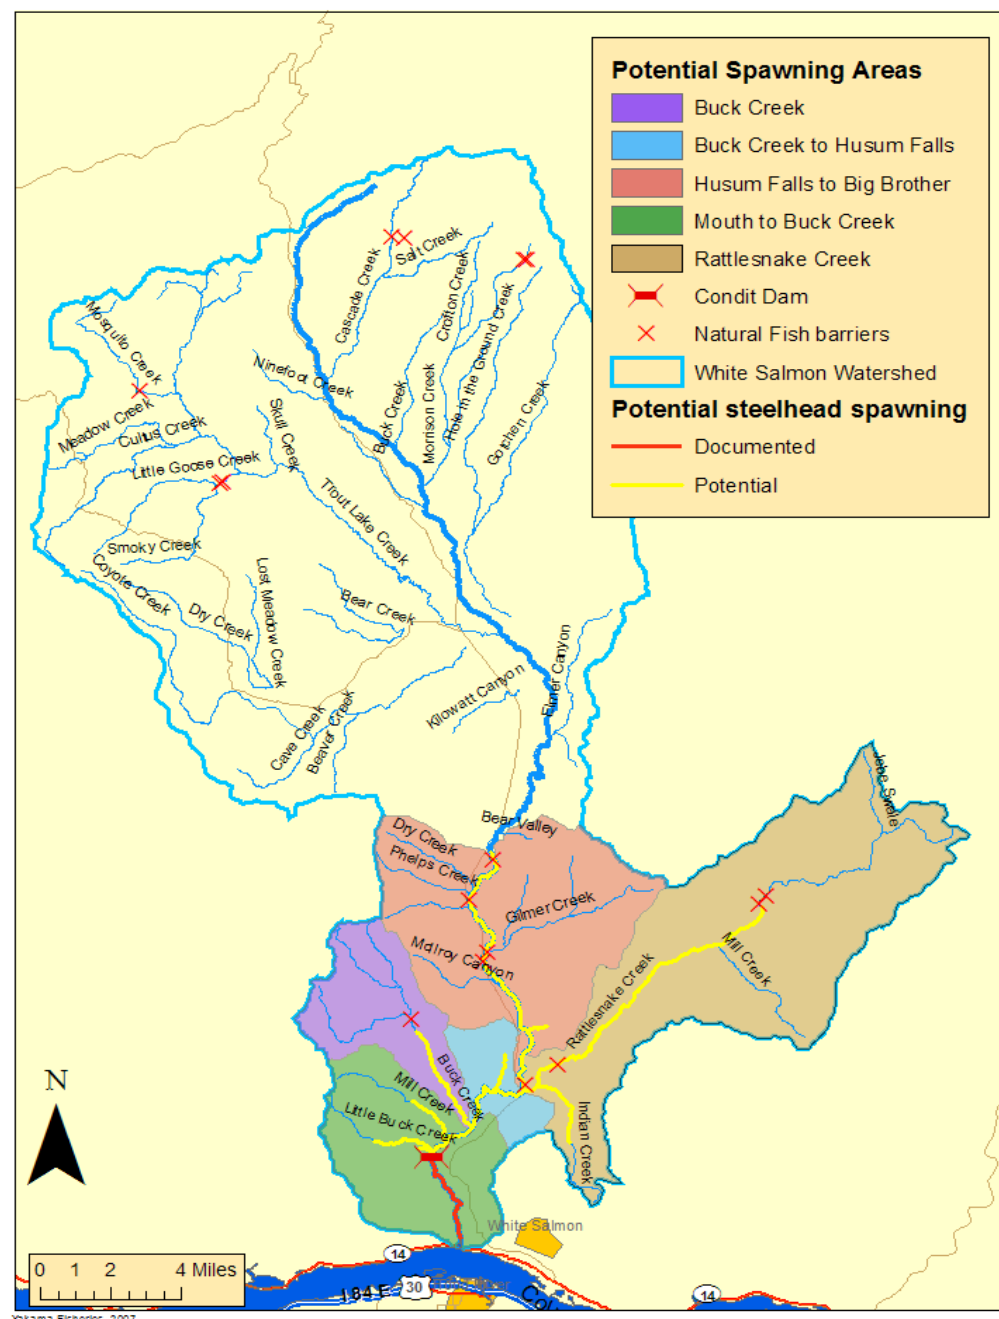 Potential Spawning Areas
Buck Creek
Buck Creek to Husum Falls
Husum Falls to Big Brother
Mouth to Buck Creek
Rattlesnake Creek
Condit Dam
Natural Fish barriers
White Salmon Watershed
Potential steelhead spawning
Documented
Potential
Salt Creek
Cascade Creek
Crofton Creek
Hole in the Ground Creek
Mosquito Creek
Ninefoot Creek
Buck Creek
Morrison Creek
Gotchen Creek
Meadow Creek
Cultus Creek
Skull Creek
Little Goose Creek
Trout Lake Creek
Smoky Creek
Coyote Creek
Dry Creek
Lost Meadow Creek
Bear Creek
Elmer Canyon
Kilowatt Canyon
Cave Creek
Beaver Creek
Jebe Swale
Bear Valley
Dry Creek
Phelps Creek
Gilmer Creek
McIlroy Canyon
Mill Creek
Rattlesnake Creek
Buck Creek
Mill Creek
Little Buck Creek
Indian Creek
N
White Salmon
14
0 1 2 4 Miles
I 84 E
30
14
Yakama Fisheries, 2007